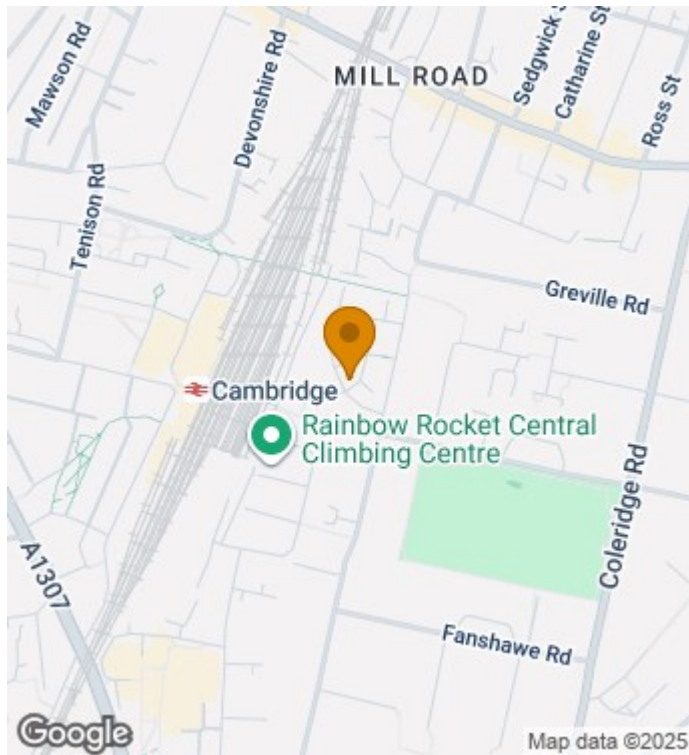 Mawson Rd
Devonshire Rd
MILL ROAD
Sedgwick S
Catharine St
Ross St
Tenison Rd
Greville Rd
Cambridge
Rainbow Rocket Central
Climbing Centre
Coleridge Rd
A1307
Fanshawe Rd
Google
Map data ©2025